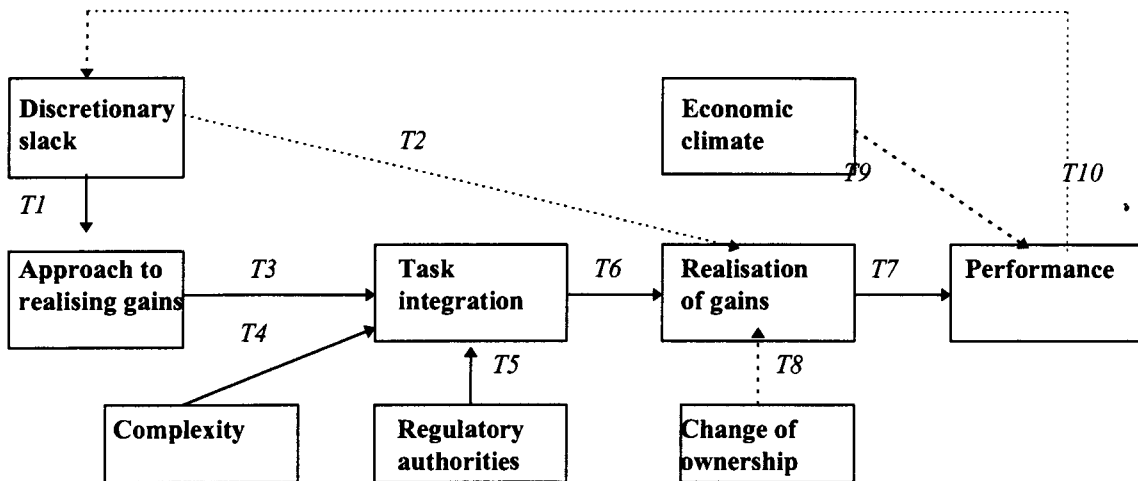 Discretionary
slack
Economic
climate
T2
T9
T10
T1
Approach to
realising gains
T3
Task
integration
T6
Realisation
of gains
T7
Performance
T4
T5
T8
Complexity
Regulatory
authorities
Change of
ownership